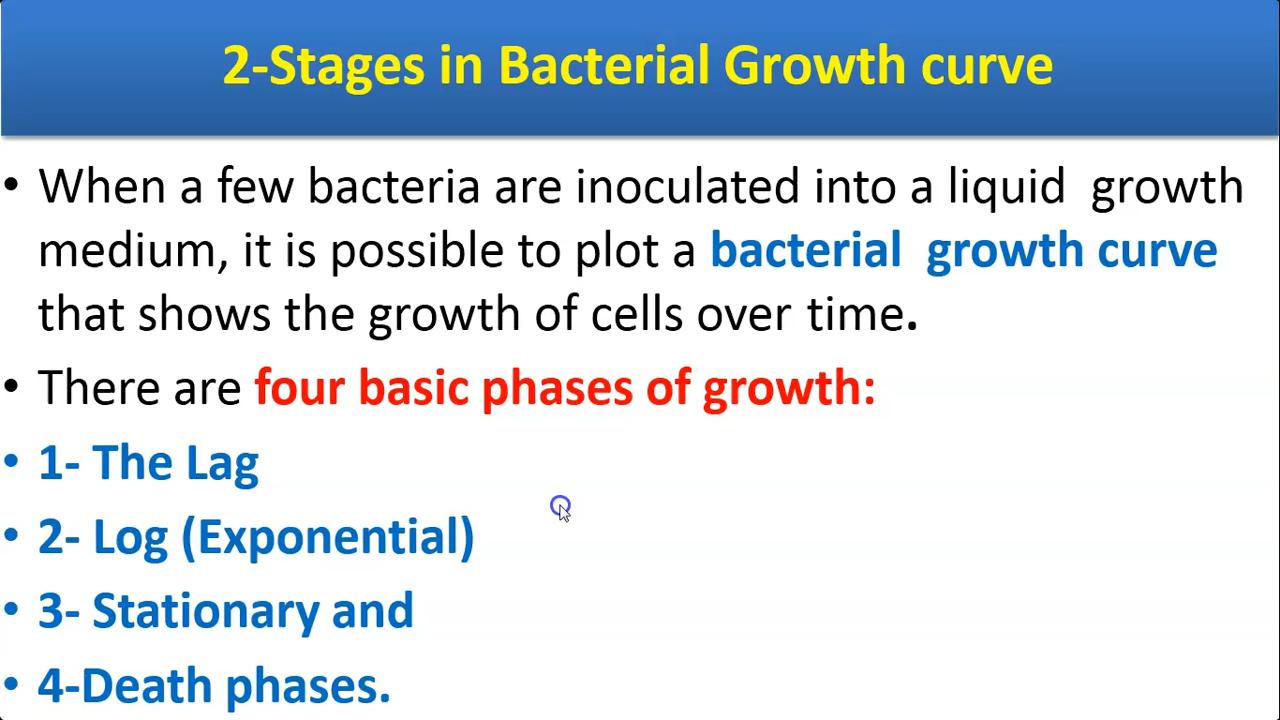 2-Stages in Bacterial Growth curve
• When a few bacteria are inoculated into a liquid  growth
medium, it is possible to plot a bacterial  growth curve
that shows the growth of cells over time.
• There are four basic phases of growth:
• 1- The Lag
• 2- Log (Exponential)
• 3- Stationary and
• 4-Death phases.